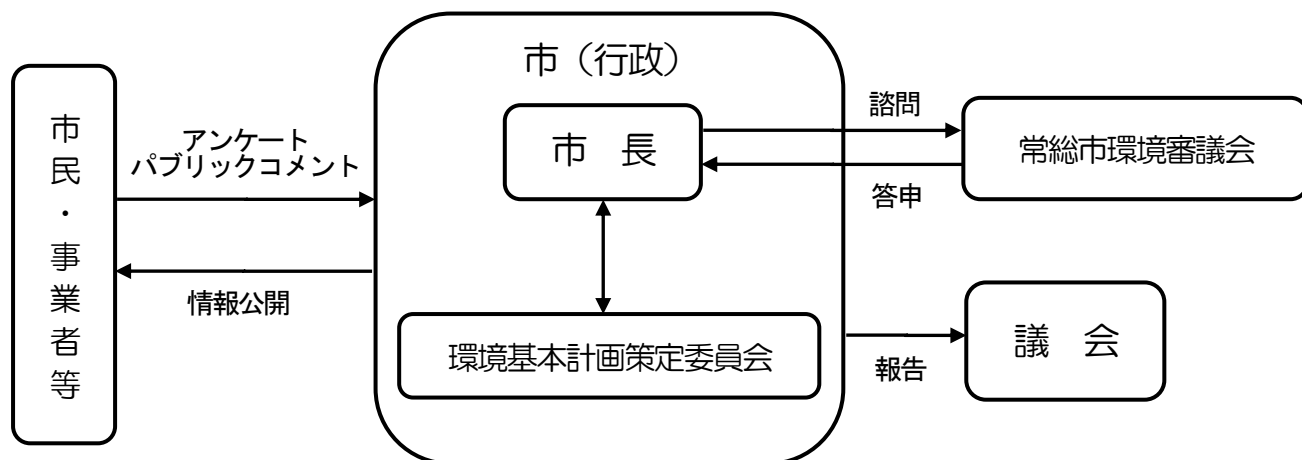 市（行政）
市民・事業者等
アンケート
パブリックコメント
情報公開
市　長
環境基本計画策定委員会
諮問
答申
常総市環境審議会
報告
議　会